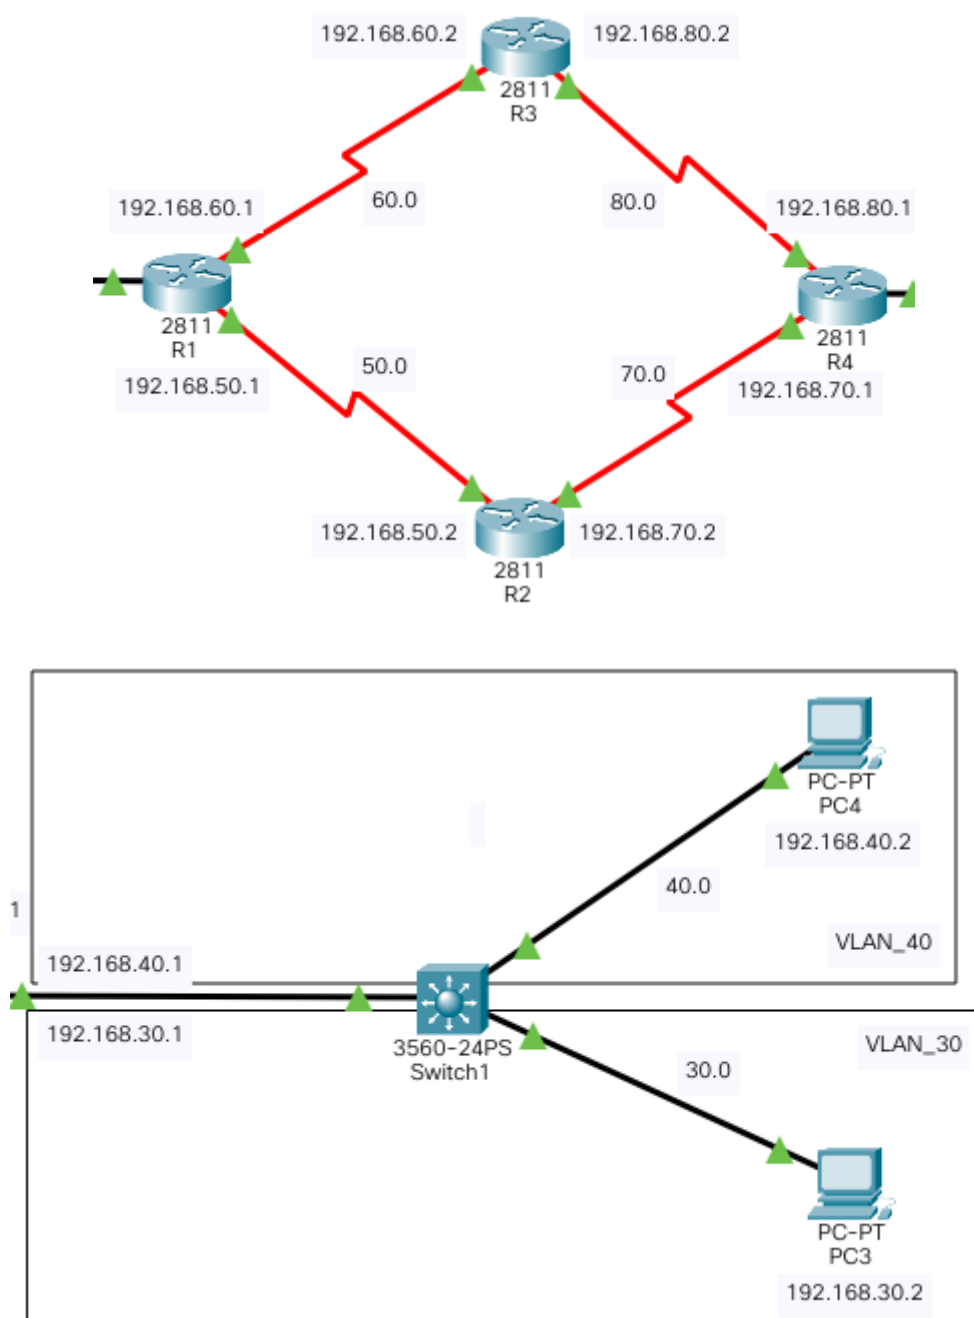 192.168.60.2
192.168.80.2
2811
R3
192.168.60.1
60.0
80.0
192.168.80.1
2811
R1
192.168.50.1
50.0
70.0
2811
R4
192.168.70.1
192.168.50.2
192.168.70.2
2811
R2
PC-PT
PC4
192.168.40.2
40.0
1
VLAN_40
192.168.40.1
192.168.30.1
3560-24PS
Switch1
VLAN_30
30.0
PC-PT
PC3
192.168.30.2